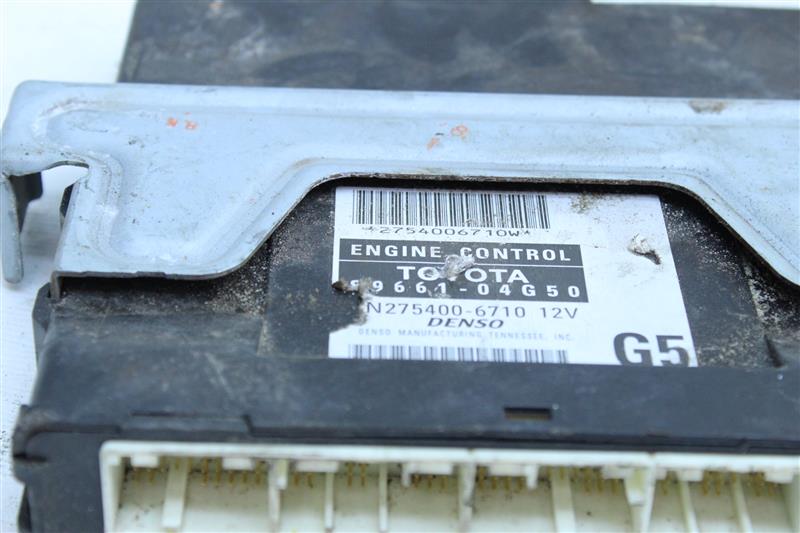 *2754006710W*
ENGINE CONTROL
TOYOTA
89661-04G50
N275400-6710 12V
DENSO
DENSO MANUFACTURING TENNESSEE, INC.
G5